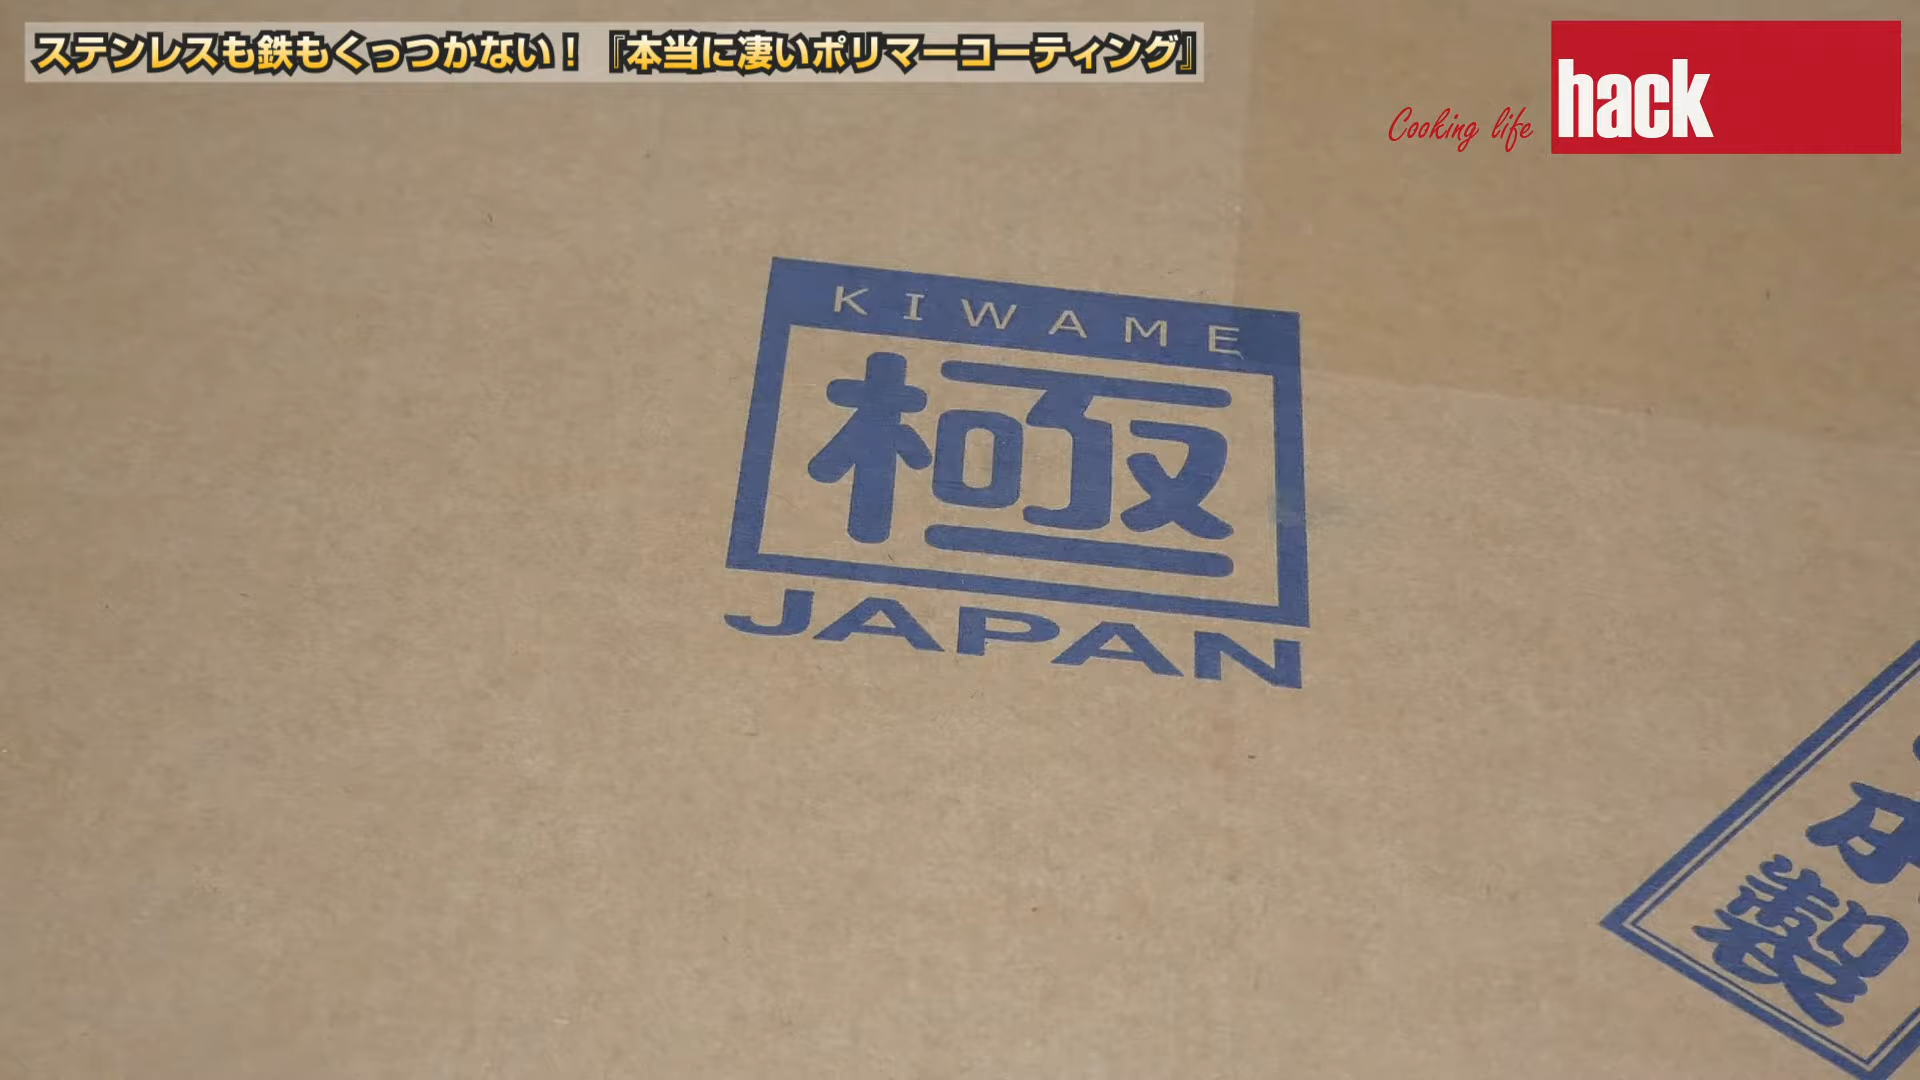 ステンレスも鉄もくっつかない！『本当に凄いポリマーコーティング』
Cooking life hack
KIWAME
極
JAPAN
製